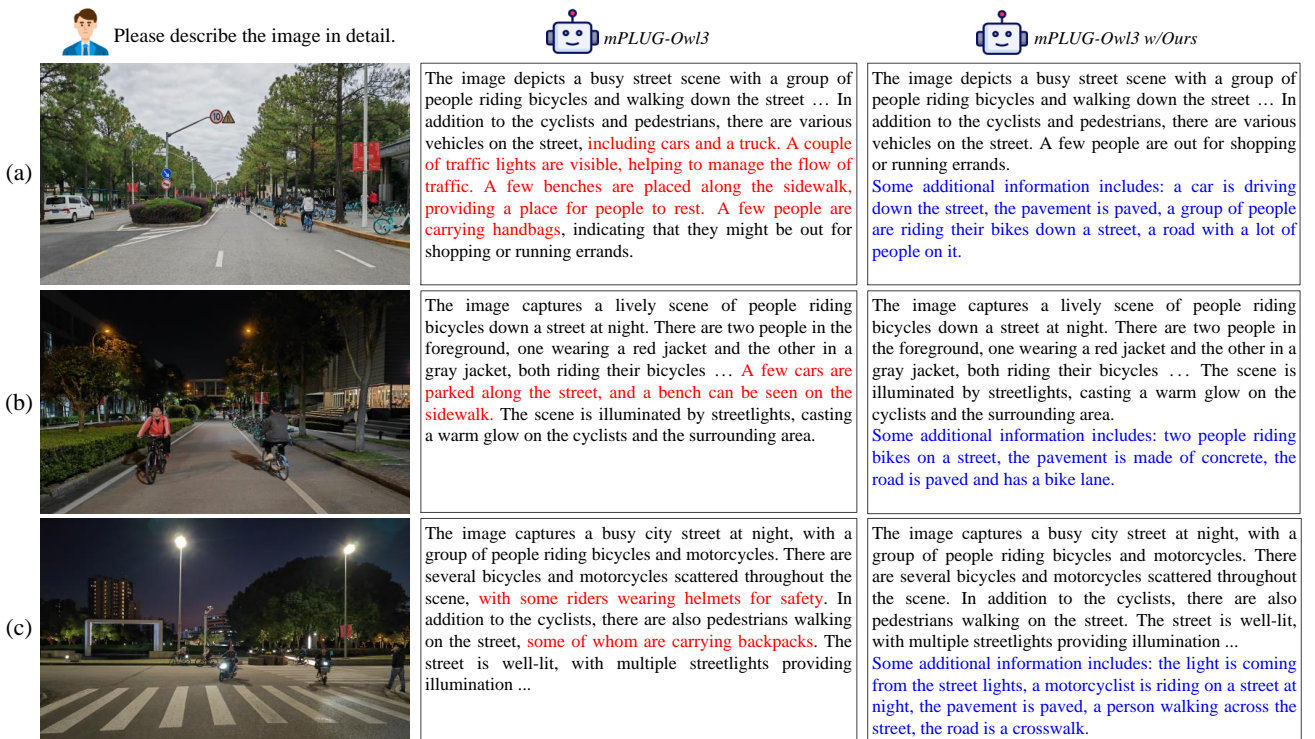 Please describe the image in detail.
mPLUG-Owl3
mPLUG-Owl3 w/Ours
(a)
10
The image depicts a busy street scene with a group of
people riding bicycles and walking down the street … In
addition to the cyclists and pedestrians, there are various
vehicles on the street, including cars and a truck. A couple
of traffic lights are visible, helping to manage the flow of
traffic. A few benches are placed along the sidewalk,
providing a place for people to rest. A few people are
carrying handbags, indicating that they might be out for
shopping or running errands.
The image depicts a busy street scene with a group of
people riding bicycles and walking down the street … In
addition to the cyclists and pedestrians, there are various
vehicles on the street. A few people are out for shopping
or running errands.
Some additional information includes: a car is driving
down the street, the pavement is paved, a group of people
are riding their bikes down a street, a road with a lot of
people on it.
(b)
The image captures a lively scene of people riding
bicycles down a street at night. There are two people in the
foreground, one wearing a red jacket and the other in a
gray jacket, both riding their bicycles … A few cars are
parked along the street, and a bench can be seen on the
sidewalk. The scene is illuminated by streetlights, casting
a warm glow on the cyclists and the surrounding area.
The image captures a lively scene of people riding
bicycles down a street at night. There are two people in
the foreground, one wearing a red jacket and the other in a
gray jacket, both riding their bicycles … The scene is
illuminated by streetlights, casting a warm glow on the
cyclists and the surrounding area.
Some additional information includes: two people riding
bikes on a street, the pavement is made of concrete, the
road is paved and has a bike lane.
(c)
The image captures a busy city street at night, with a
group of people riding bicycles and motorcycles. There are
several bicycles and motorcycles scattered throughout the
scene, with some riders wearing helmets for safety. In
addition to the cyclists, there are also pedestrians walking
on the street, some of whom are carrying backpacks. The
street is well-lit, with multiple streetlights providing
illumination ...
The image captures a busy city street at night, with a
group of people riding bicycles and motorcycles. There
are several bicycles and motorcycles scattered throughout
the scene. In addition to the cyclists, there are also
pedestrians walking on the street. The street is well-lit,
with multiple streetlights providing illumination ...
Some additional information includes: the light is coming
from the street lights, a motorcyclist is riding on a street at
night, the pavement is paved, a person walking across the
street, the road is a crosswalk.